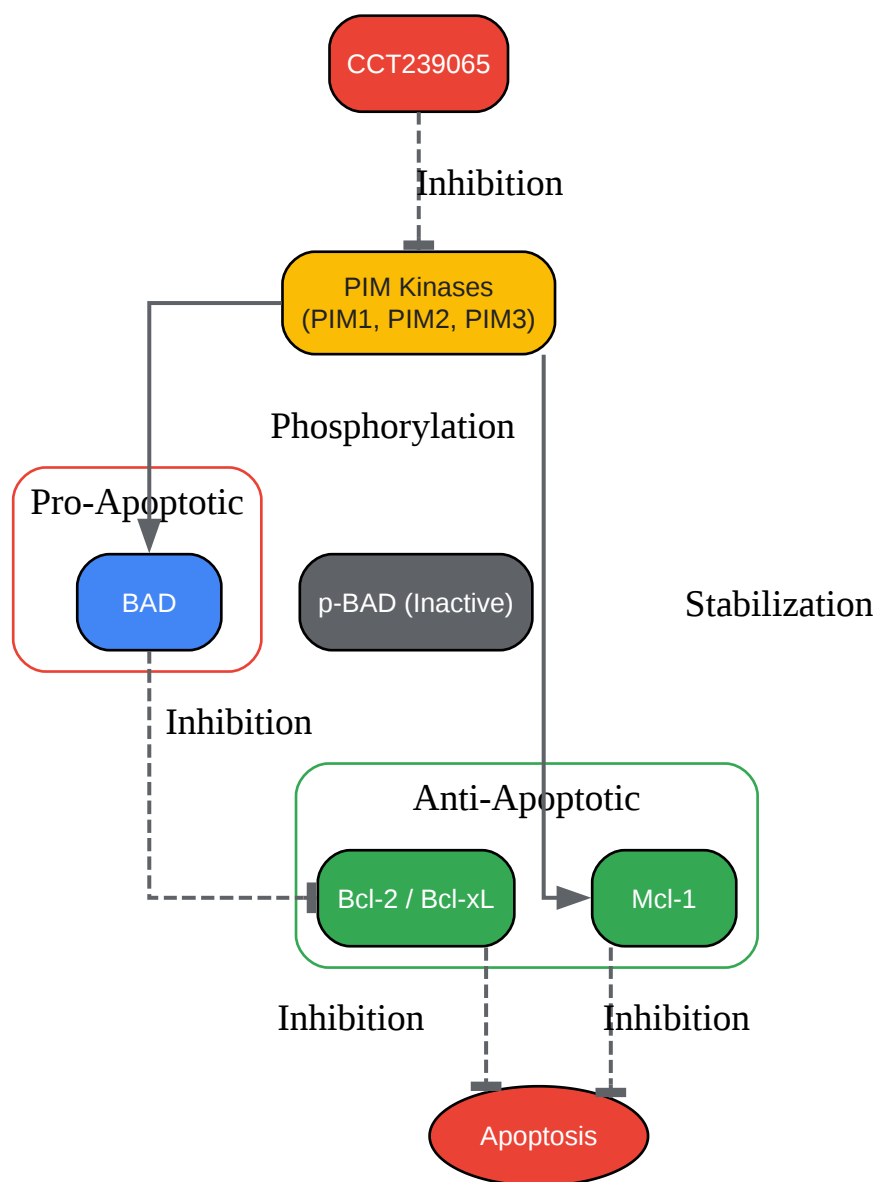 CCT239065
Inhibition
PIM Kinases
(PIM1, PIM2, PIM3)
Phosphorylation
Pro-Apoptotic
BAD
p-BAD (Inactive)
Stabilization
Inhibition
Anti-Apoptotic
Bcl-2 / Bcl-xL
Mcl-1
Inhibition
Inhibition
Apoptosis